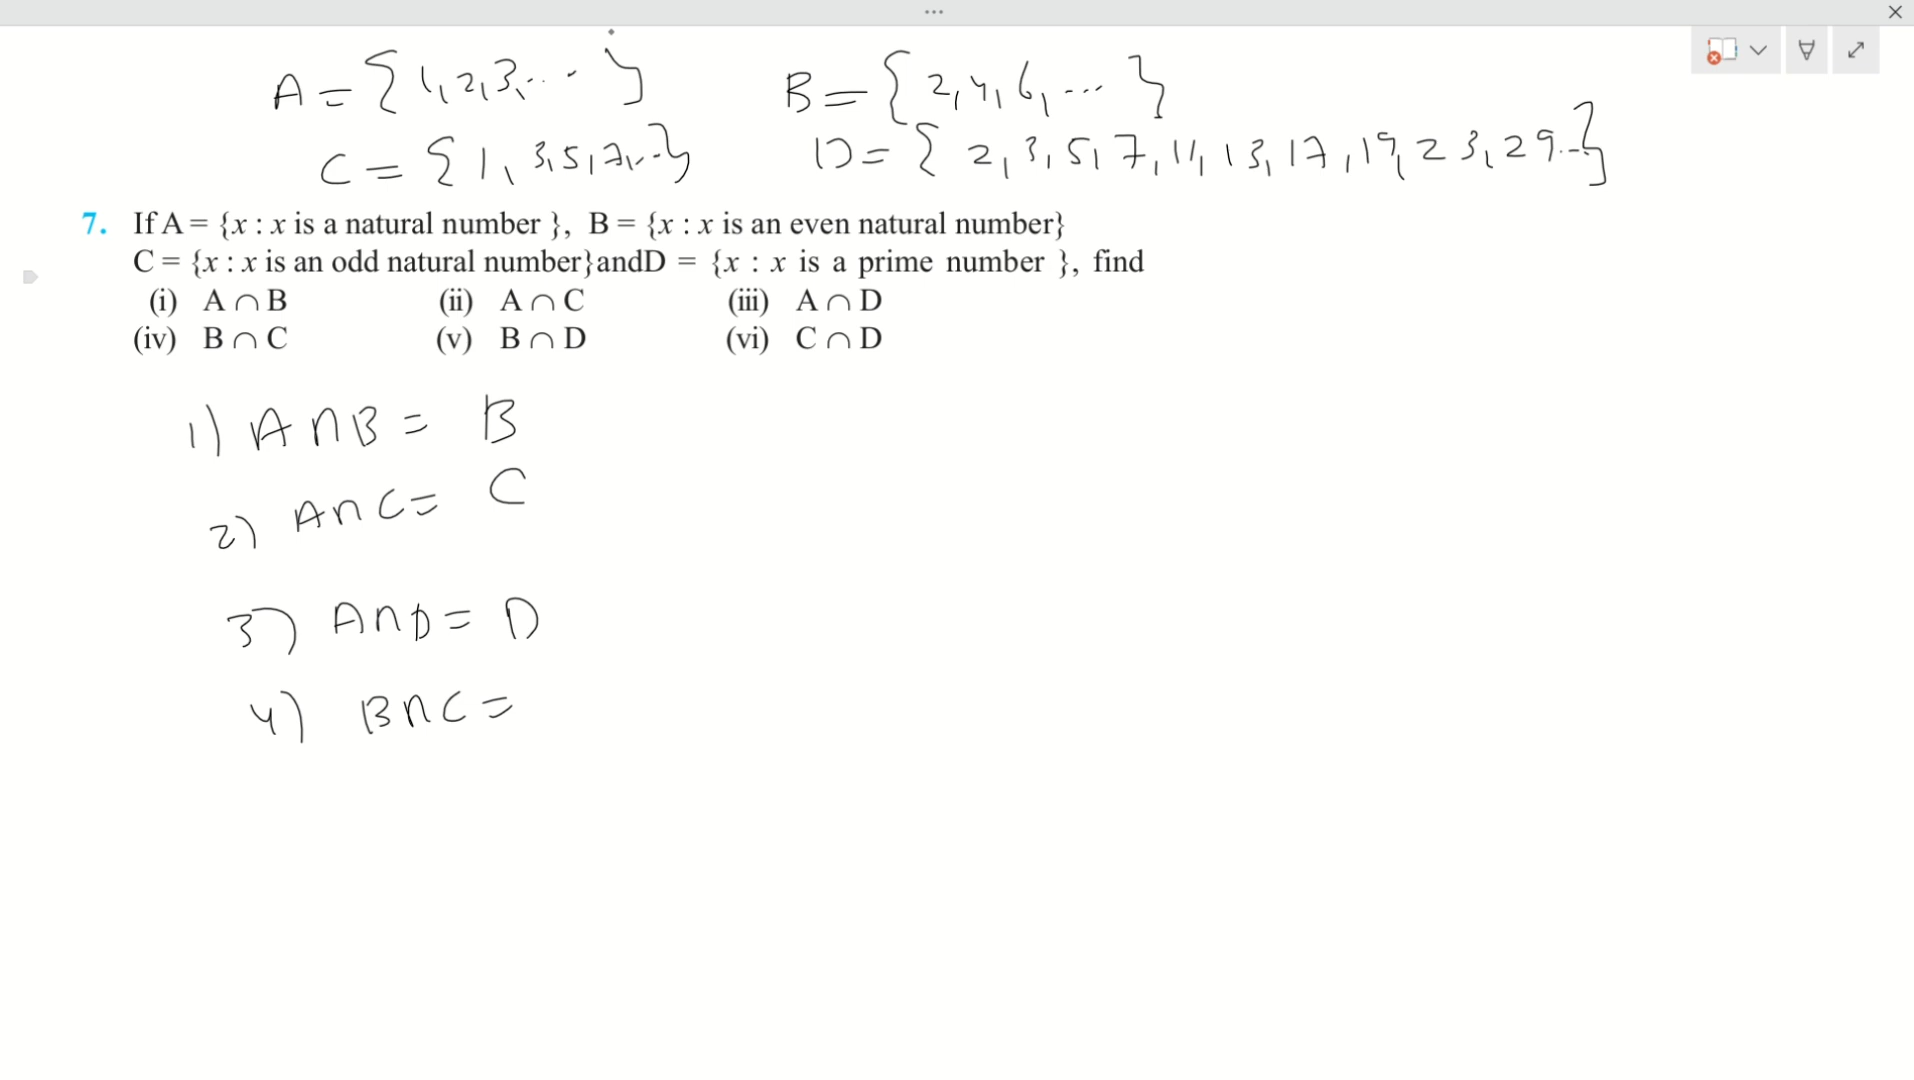 A = {1, 2, 3, ... } B = {2, 4, 6, ... }
C = {1, 3, 5, 7, ..} D = { 2, 3, 5, 7, 11, 13, 17, 19, 23, 29...}
7. If A = {x : x is a natural number }, B = {x : x is an even natural number}
C = {x : x is an odd natural number}andD = {x : x is a prime number }, find
(i) A ∩ B (ii) A ∩ C (iii) A ∩ D
(iv) B ∩ C (v) B ∩ D (vi) C ∩ D
1) A∩B = B
2) A∩C = C
3) A∩D = D
4) B∩C =